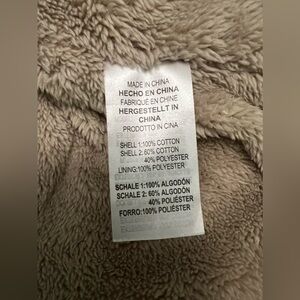 MADE IN CHINA
HECHO EN CHINA
FABRIQUÉ EN CHINE
HERGESTELLT IN
CHINA
PRODOTTO IN CINA
SHELL 1:100% COTTON
SHELL 2: 60% COTTON
40% POLYESTER
LINING:100% POLYESTER
SCHALE 1:100% ALGODÓN
SCHALE 2: 60% ALGODÓN
40% POLIÉSTER
FORRO:100% POLIÉSTER